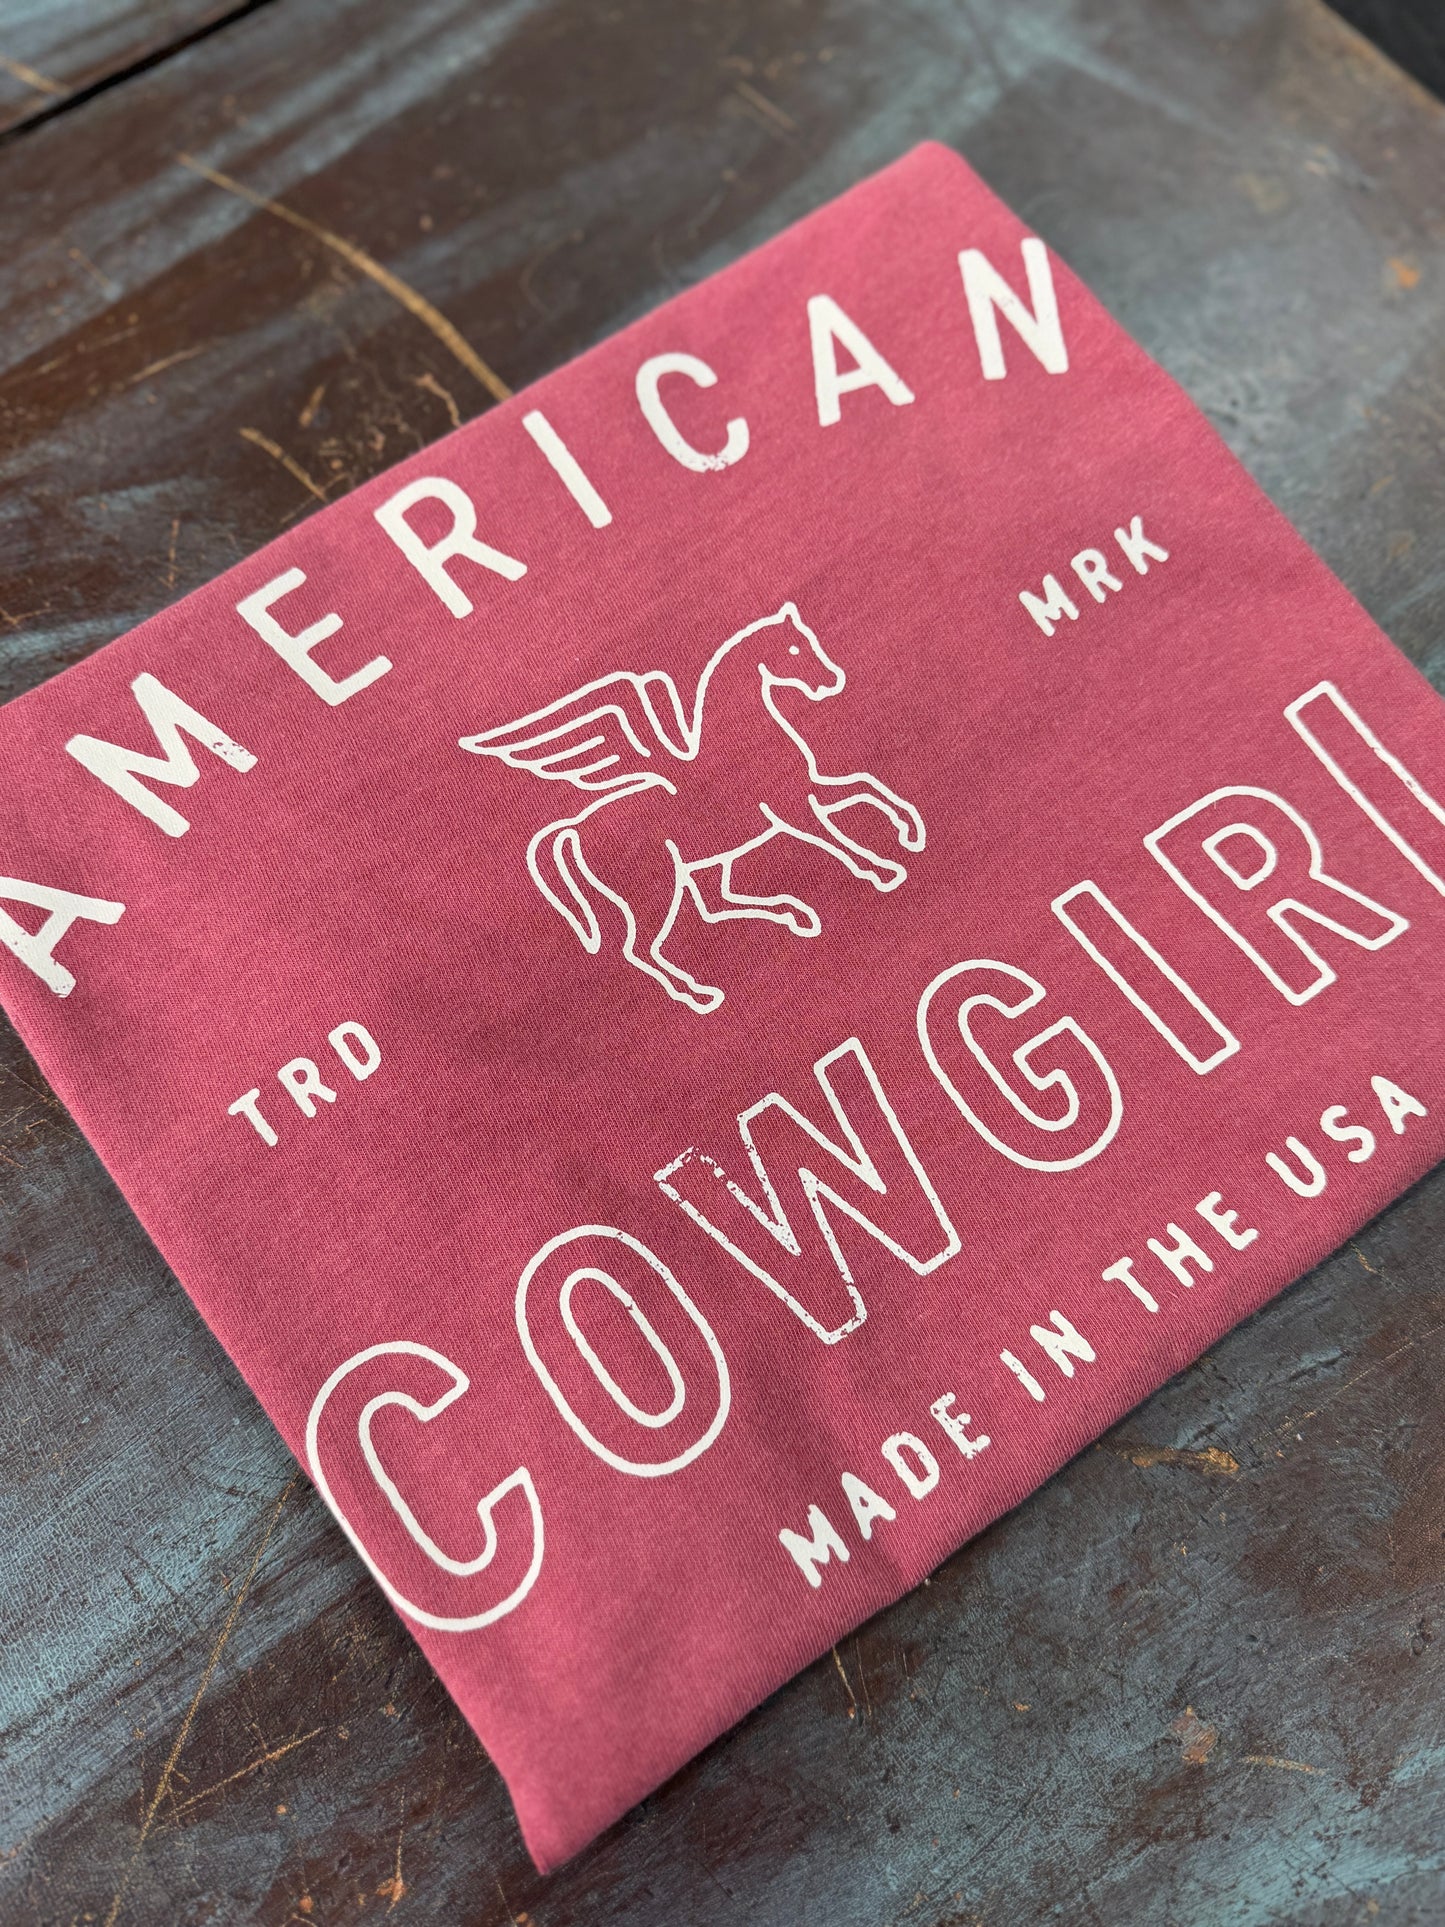 AMERICAN
TRD MRK
COWGIRL
MADE IN THE USA